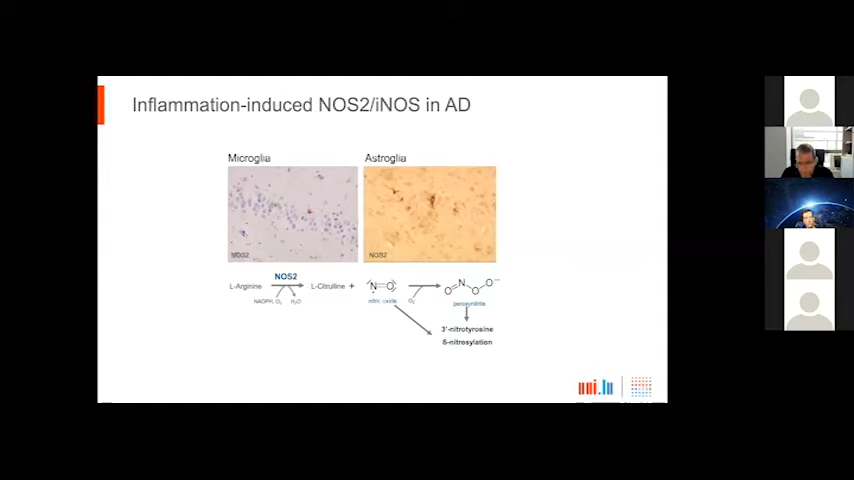 Inflammation-induced NOS2/iNOS in AD
Microglia
Astroglia
NOS2
NOS2
NOS2
L-Arginine
L-Citrulline +
N=O
NADPH, O₂
H₂O
nitric oxide
O₂
O N O O⁻
peroxynitrite
3'-nitrotyrosine
S-nitrosylation
uni.lu